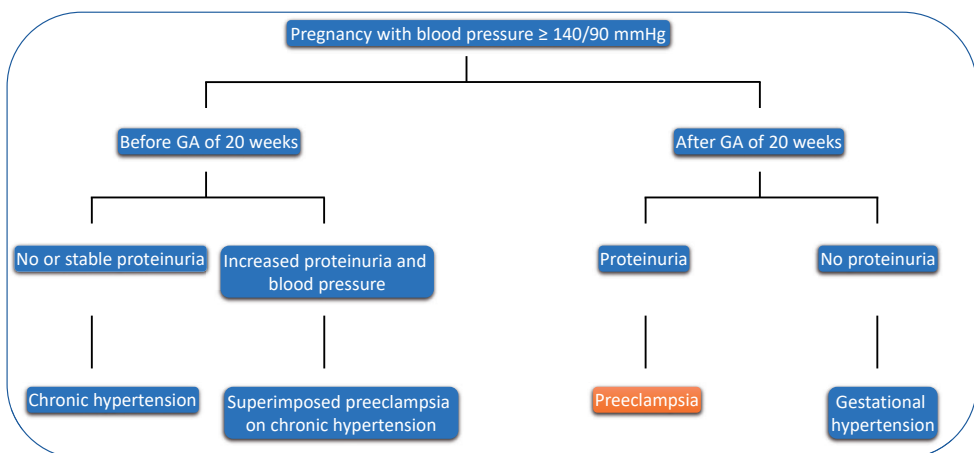 Pregnancy with blood pressure ≥ 140/90 mmHg
Before GA of 20 weeks
After GA of 20 weeks
No or stable proteinuria
Increased proteinuria and
blood pressure
Proteinuria
No proteinuria
Chronic hypertension
Superimposed preeclampsia
on chronic hypertension
Preeclampsia
Gestational
hypertension